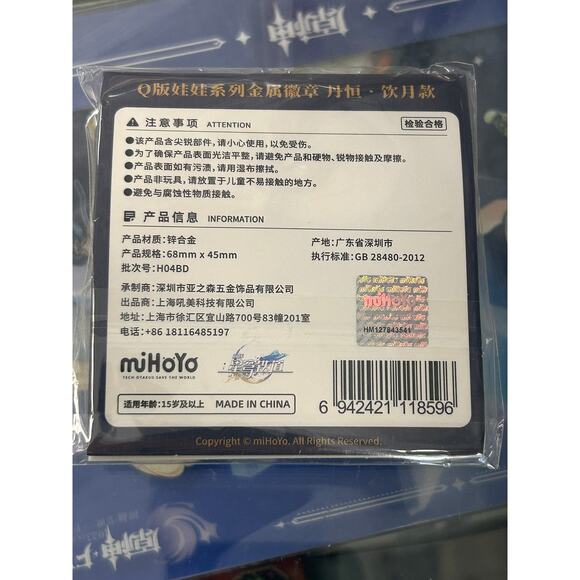 原神
Q版娃娃系列金属徽章 丹恒·饮月款
注意事项 ATTENTION
检验合格
●该产品含尖锐部件,请小心使用,以免受伤。
●为了确保产品表面光洁平整,请避免产品和硬物、锐物接触及摩擦。
●产品表面如有污渍,请用湿布擦拭。
●产品非玩具,请放置于儿童不易接触的地方。
●避免与腐蚀性物质接触。
产品信息 INFORMATION
产品材质:锌合金
产地:广东省深圳市
产品规格:68mm x 45mm
执行标准:GB 28480-2012
批次号:H04BD
承制商:深圳市亚之森五金饰品有限公司
出品商:上海吼美科技有限公司
地址:上海市徐汇区宜山路700号83幢201室
电话:+86 18116485197
miHoYo
HM127843541
miHoYo
TECH OTAKUS SAVE THE WORLD
崩坏 星穹铁道
适用年龄:15岁及以上
MADE IN CHINA
6 942421 118596
Copyright © miHoYo. All Rights Reserved.
原神